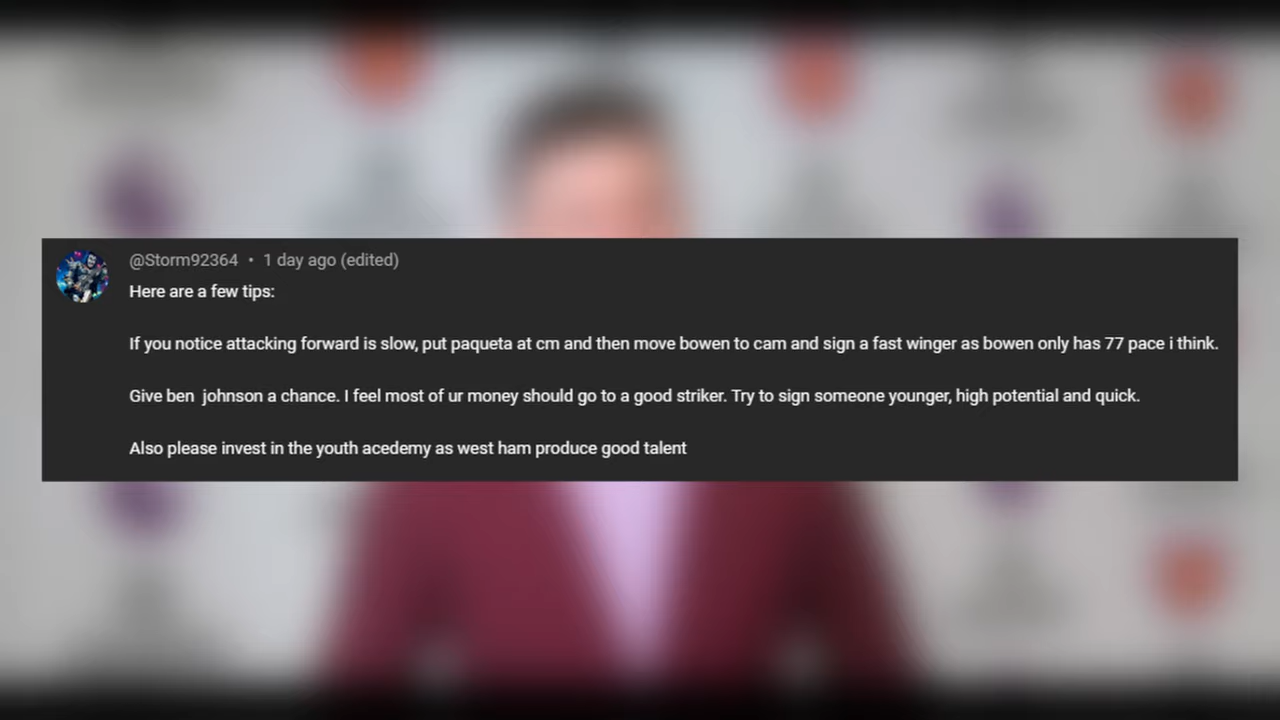 @Storm92364 • 1 day ago (edited)
Here are a few tips:
If you notice attacking forward is slow, put paqueta at cm and then move bowen to cam and sign a fast winger as bowen only has 77 pace i think.
Give ben  johnson a chance. I feel most of ur money should go to a good striker. Try to sign someone younger, high potential and quick.
Also please invest in the youth acedemy as west ham produce good talent